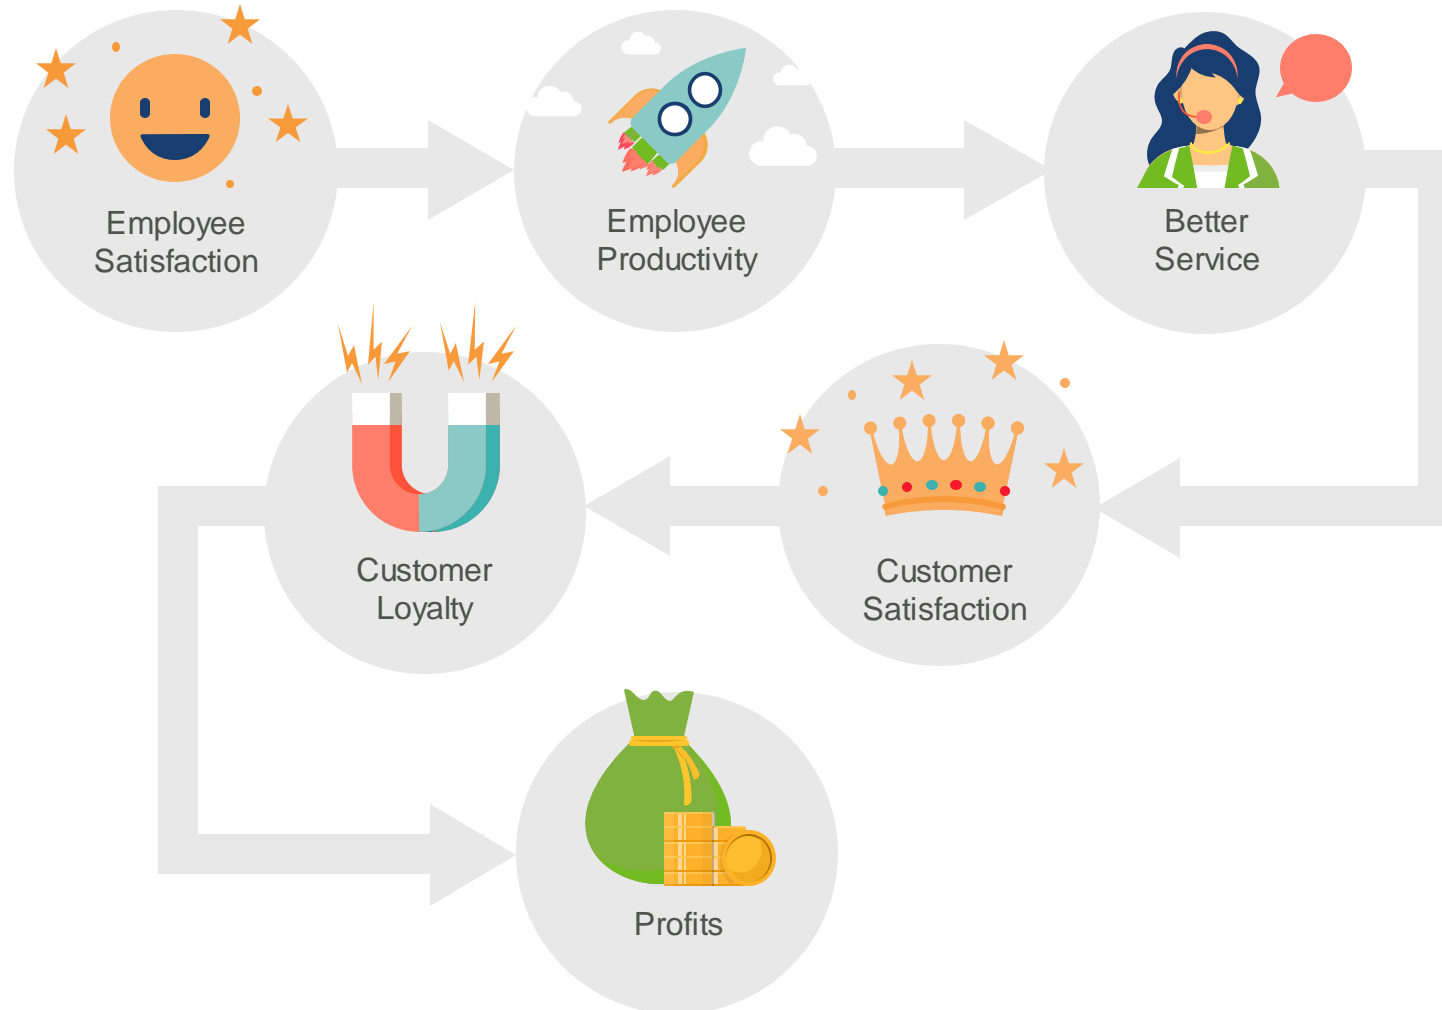 Employee
Satisfaction
Employee
Productivity
Better
Service
Customer
Satisfaction
Customer
Loyalty
Profits